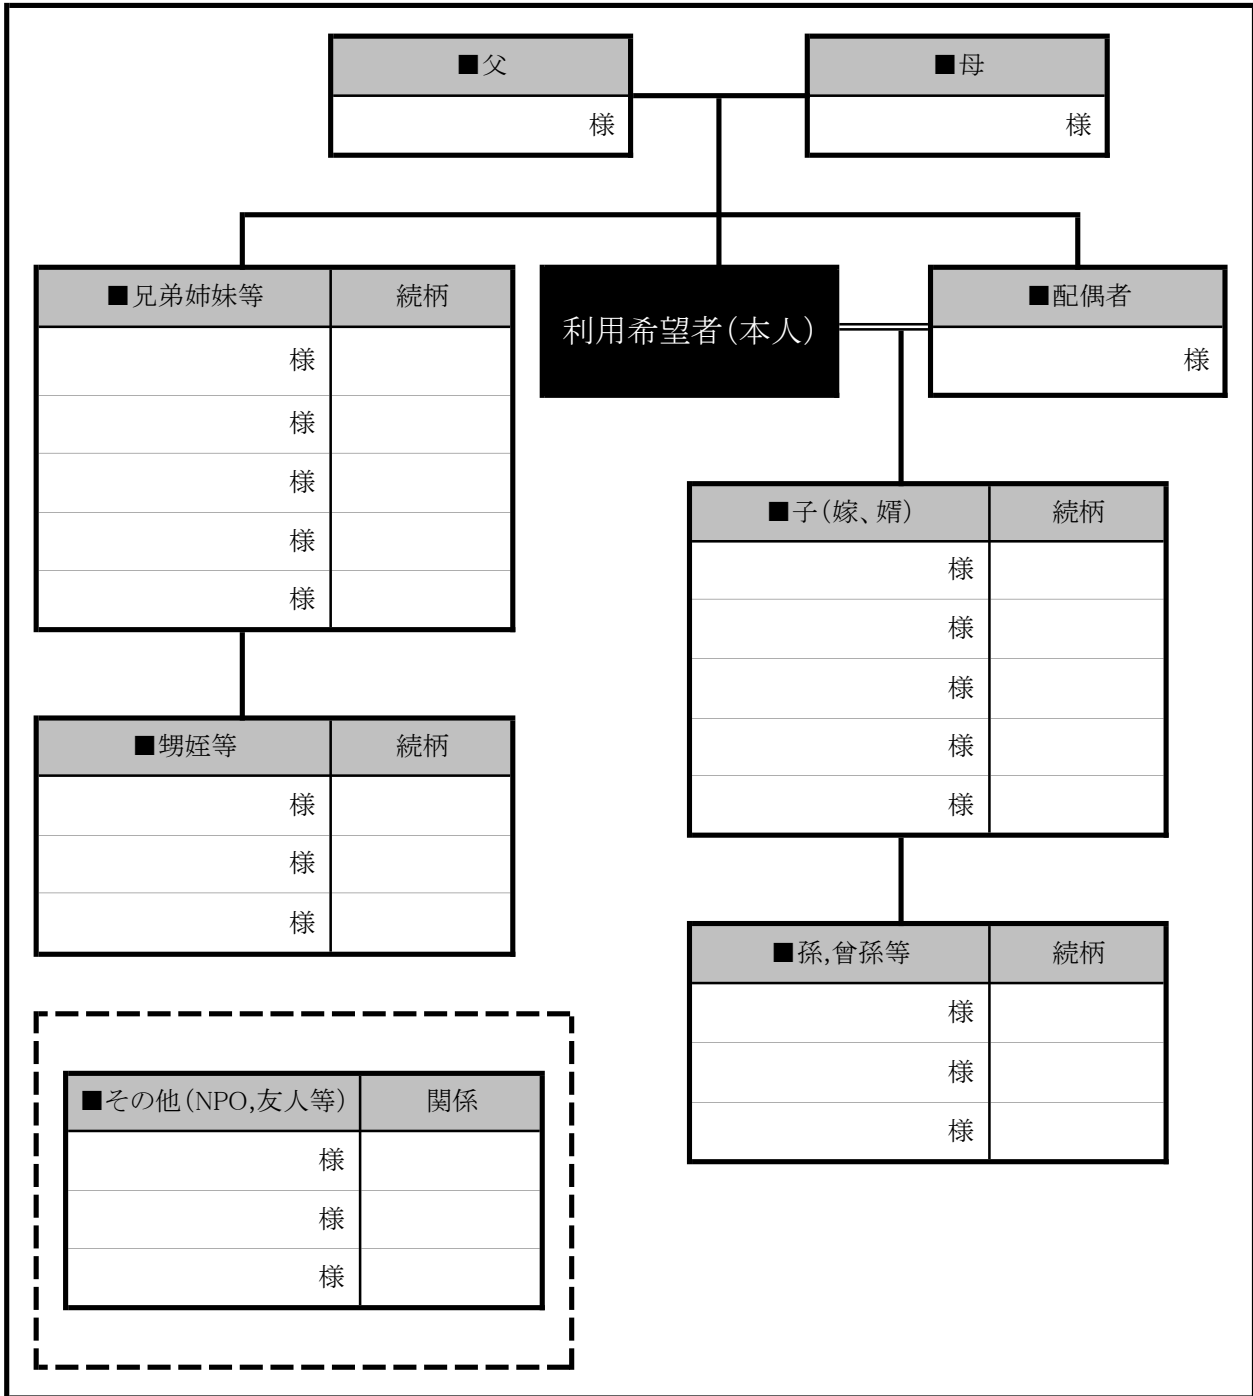 ■父
様
■母
様
■兄弟姉妹等 続柄
様
様
様
様
様
利用希望者(本人)
■配偶者
様
■子(嫁、婿) 続柄
様
様
様
様
様
■甥姪等 続柄
様
様
様
■孫,曾孫等 続柄
様
様
様
■その他(NPO,友人等) 関係
様
様
様